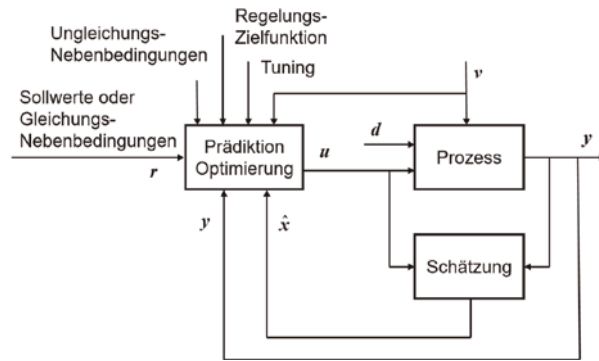 Ungleichungs-
Nebenbedingungen
Regelungs-
Zielfunktion
Tuning
v
Sollwerte oder
Gleichungs-
Nebenbedingungen
r
Prädiktion
Optimierung
u
d
Prozess
y
y
x̂
Schätzung